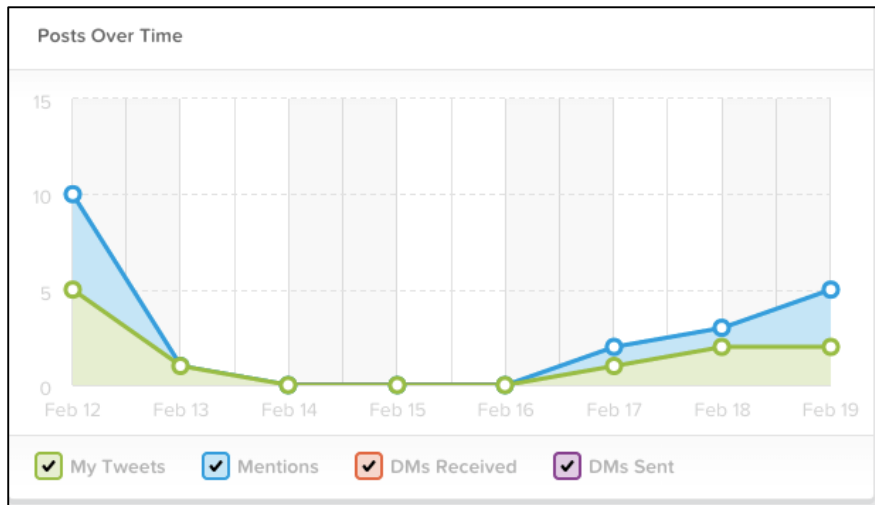 Posts Over Time
15
10
5
0
Feb 12 Feb 13 Feb 14 Feb 15 Feb 16 Feb 17 Feb 18 Feb 19
My Tweets Mentions DMs Received DMs Sent